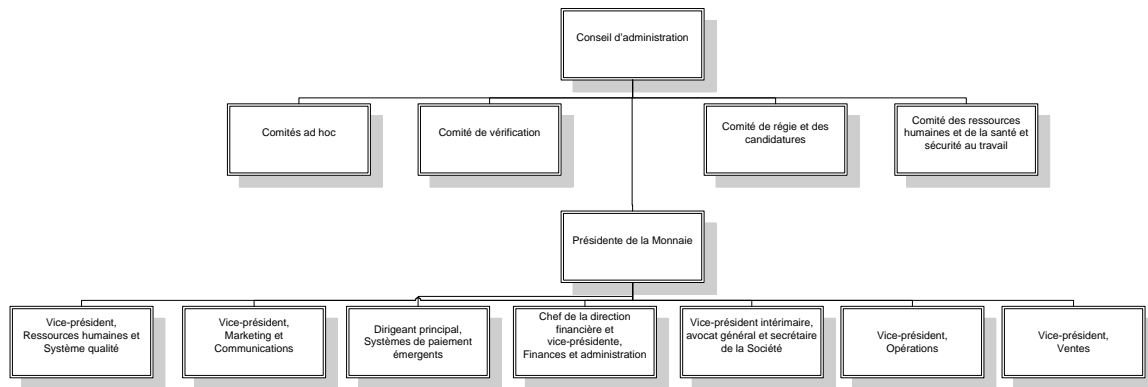 Conseil d'administration
Comités ad hoc
Comité de vérification
Comité de régie et des
candidatures
Comité des ressources
humaines et de la santé et
sécurité au travail
Présidente de la Monnaie
Vice-président,
Ressources humaines et
Système qualité
Vice-président,
Marketing et
Communications
Dirigeant principal,
Systèmes de paiement
émergents
Chef de la direction
financière et
vice-présidente,
Finances et administration
Vice-président intérimaire,
avocat général et secrétaire
de la Société
Vice-président,
Opérations
Vice-président,
Ventes